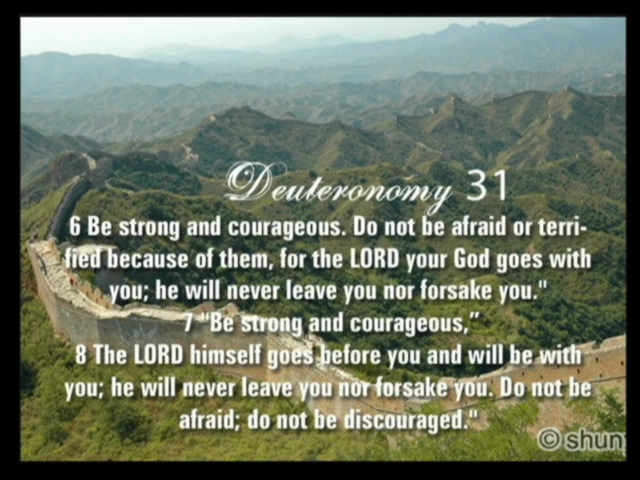 Deuteronomy 31
6 Be strong and courageous. Do not be afraid or terri-
fied because of them, for the LORD your God goes with
you; he will never leave you nor forsake you."
7 "Be strong and courageous,”
8 The LORD himself goes before you and will be with
you; he will never leave you nor forsake you. Do not be
afraid; do not be discouraged."
©